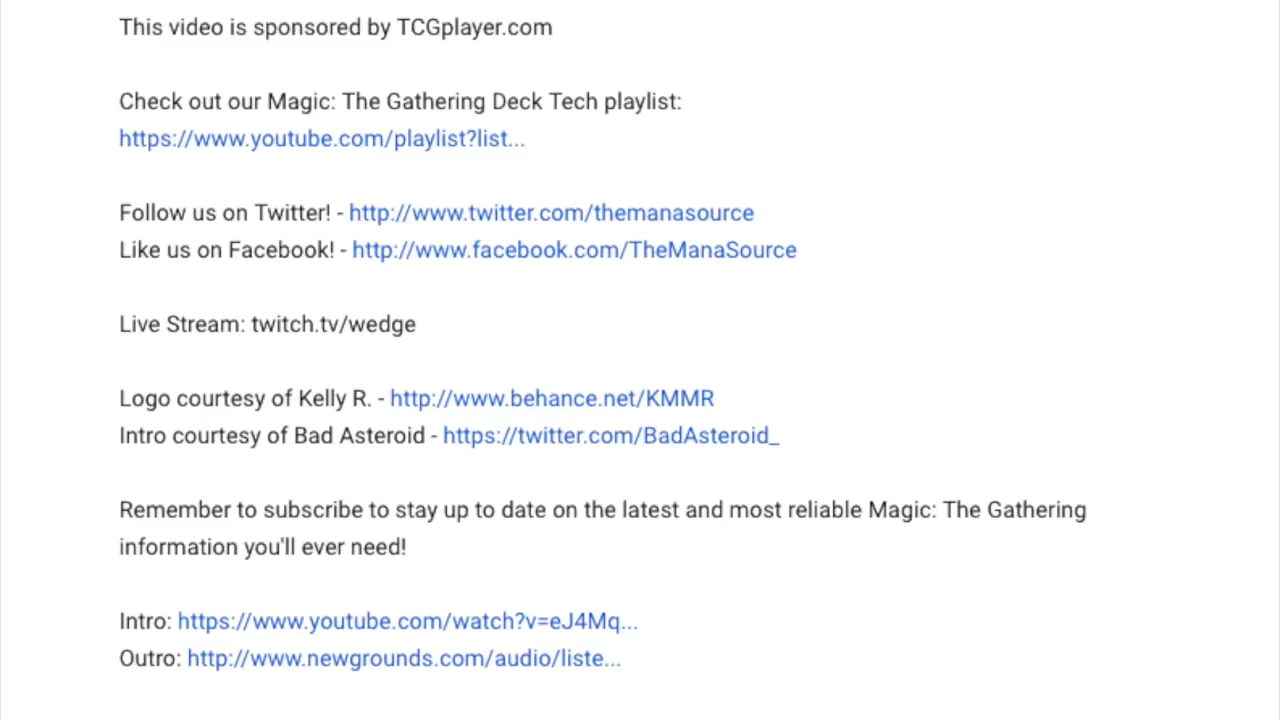 This video is sponsored by TCGplayer.com
Check out our Magic: The Gathering Deck Tech playlist:
https://www.youtube.com/playlist?list...
Follow us on Twitter! - http://www.twitter.com/themanasource
Like us on Facebook! - http://www.facebook.com/TheManaSource
Live Stream: twitch.tv/wedge
Logo courtesy of Kelly R. - http://www.behance.net/KMMR
Intro courtesy of Bad Asteroid - https://twitter.com/BadAsteroid_
Remember to subscribe to stay up to date on the latest and most reliable Magic: The Gathering
information you'll ever need!
Intro: https://www.youtube.com/watch?v=eJ4Mq...
Outro: http://www.newgrounds.com/audio/liste...